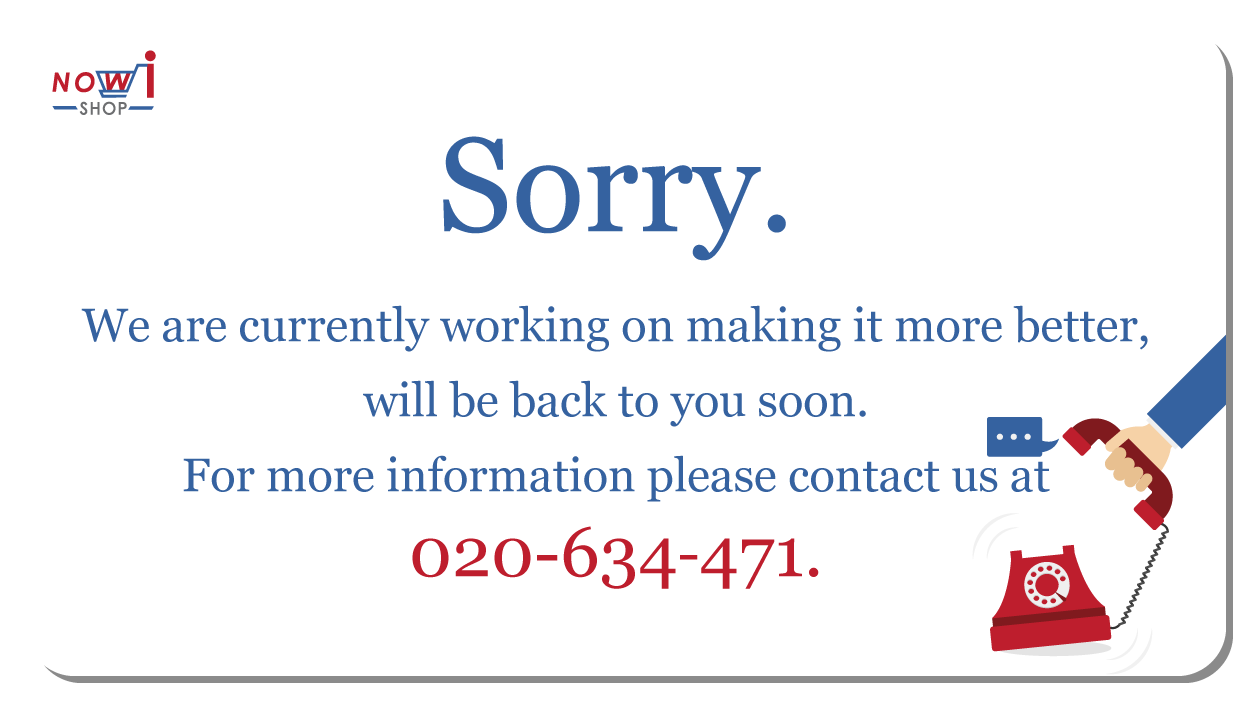 NOWi
SHOP
Sorry.
We are currently working on making it more better,
will be back to you soon.
For more information please contact us at
020-634-471.